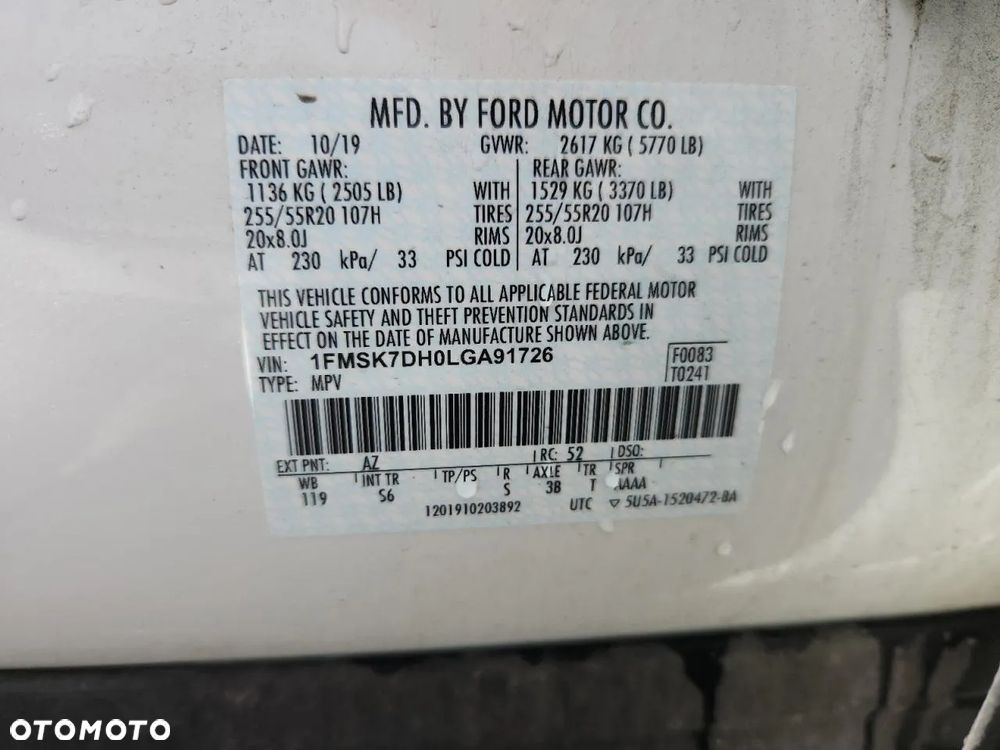 MFD. BY FORD MOTOR CO.
DATE: 10/19 GVWR: 2617 KG ( 5770 LB)
FRONT GAWR: REAR GAWR:
1136 KG ( 2505 LB) WITH 1529 KG ( 3370 LB) WITH
255/55R20 107H TIRES 255/55R20 107H TIRES
20x8.0J RIMS 20x8.0J RIMS
AT 230 kPa/ 33 PSI COLD AT 230 kPa/ 33 PSI COLD
THIS VEHICLE CONFORMS TO ALL APPLICABLE FEDERAL MOTOR
VEHICLE SAFETY AND THEFT PREVENTION STANDARDS IN
EFFECT ON THE DATE OF MANUFACTURE SHOWN ABOVE.
VIN: 1FMSK7DH0LGA91726 F0083
TYPE: MPV T0241
EXT PNT: AZ RC: 52 DSO:
WB INT TR TP/PS R AXLE TR SPR
119 S6 S 3B T AAAA
1201910203892 UTC ▽ 5U5A-1520472-BA
OTOMOTO